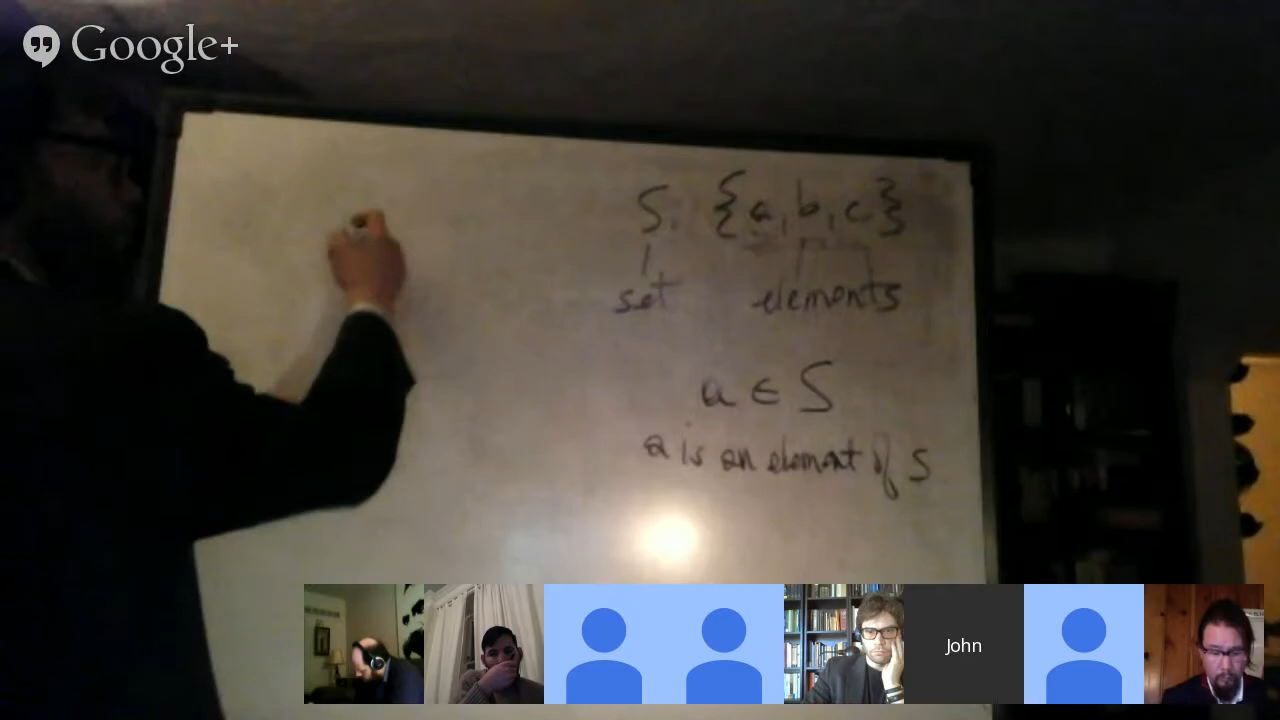 Google+
S: {a, b, c}
set elements
a ∈ S
a is an element of S
John